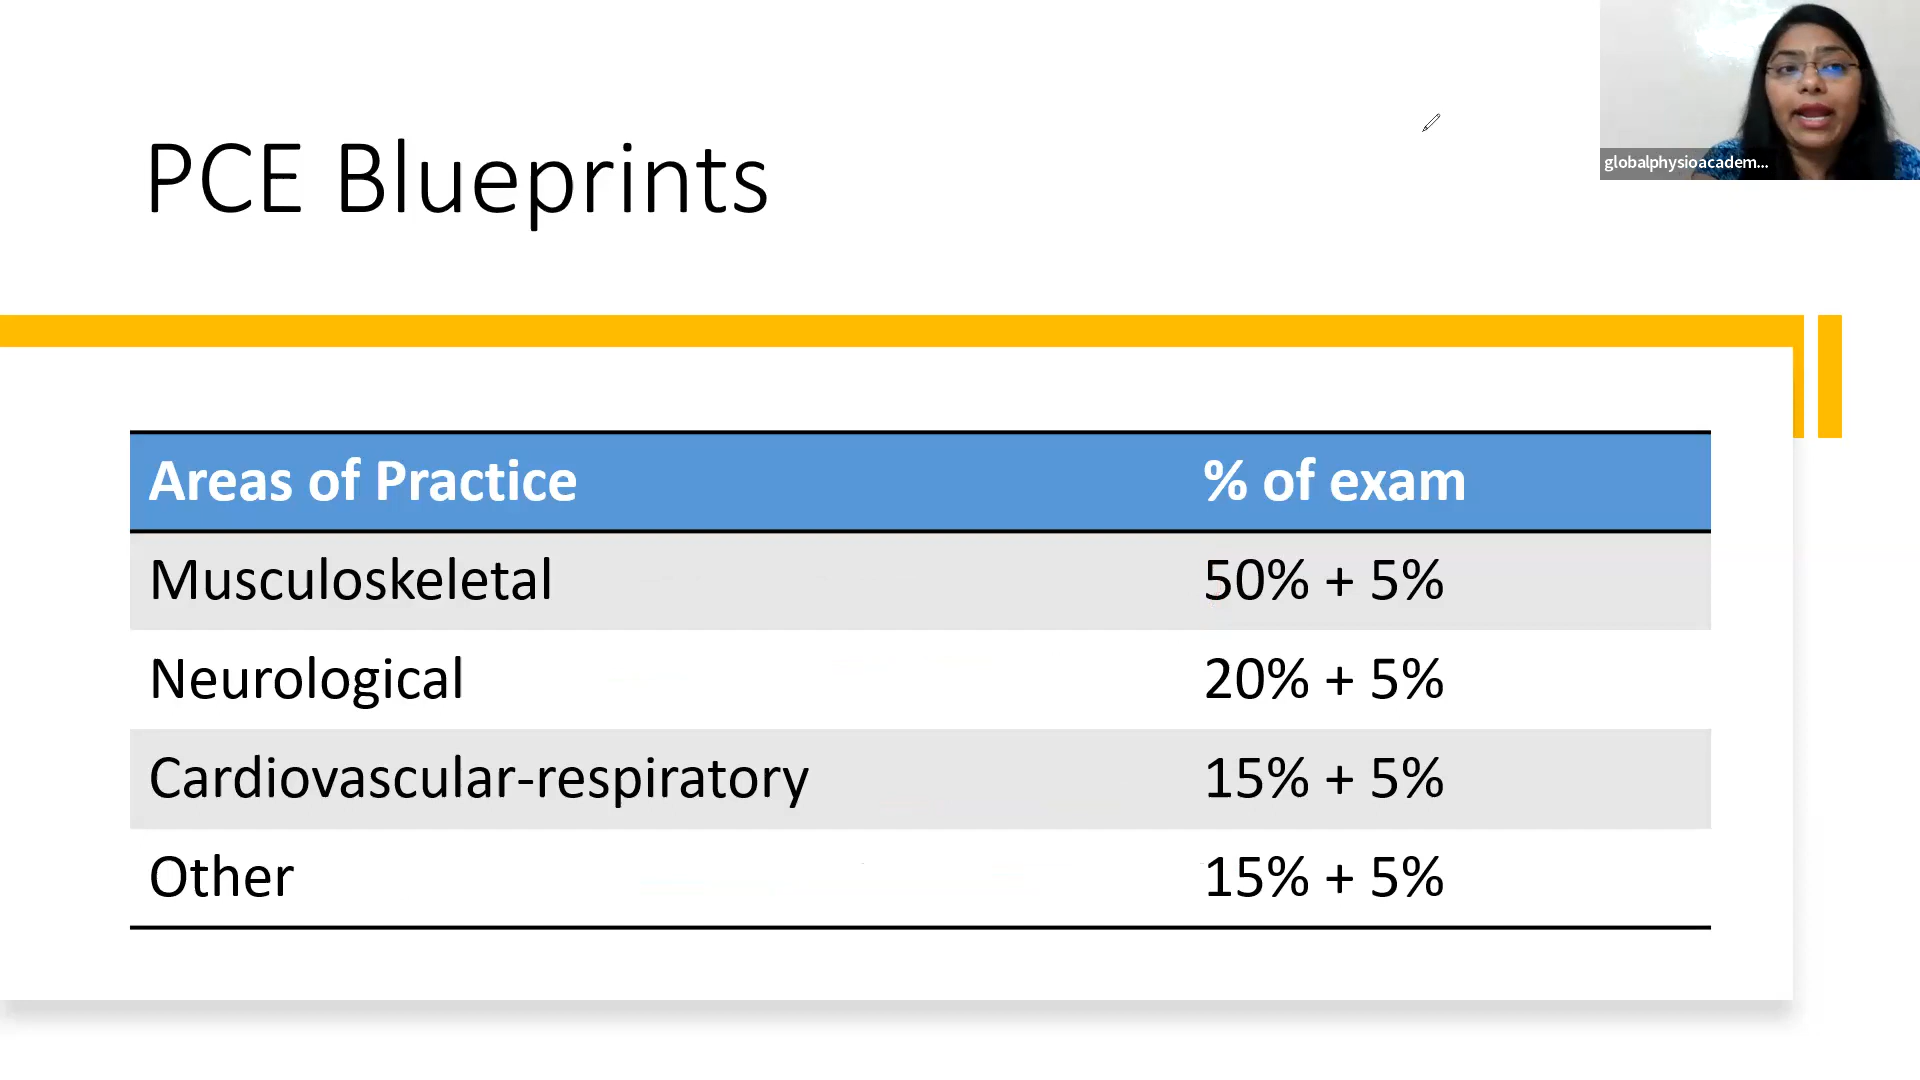 PCE Blueprints
globalphysioacadem...
Areas of Practice % of exam
Musculoskeletal 50% + 5%
Neurological 20% + 5%
Cardiovascular-respiratory 15% + 5%
Other 15% + 5%